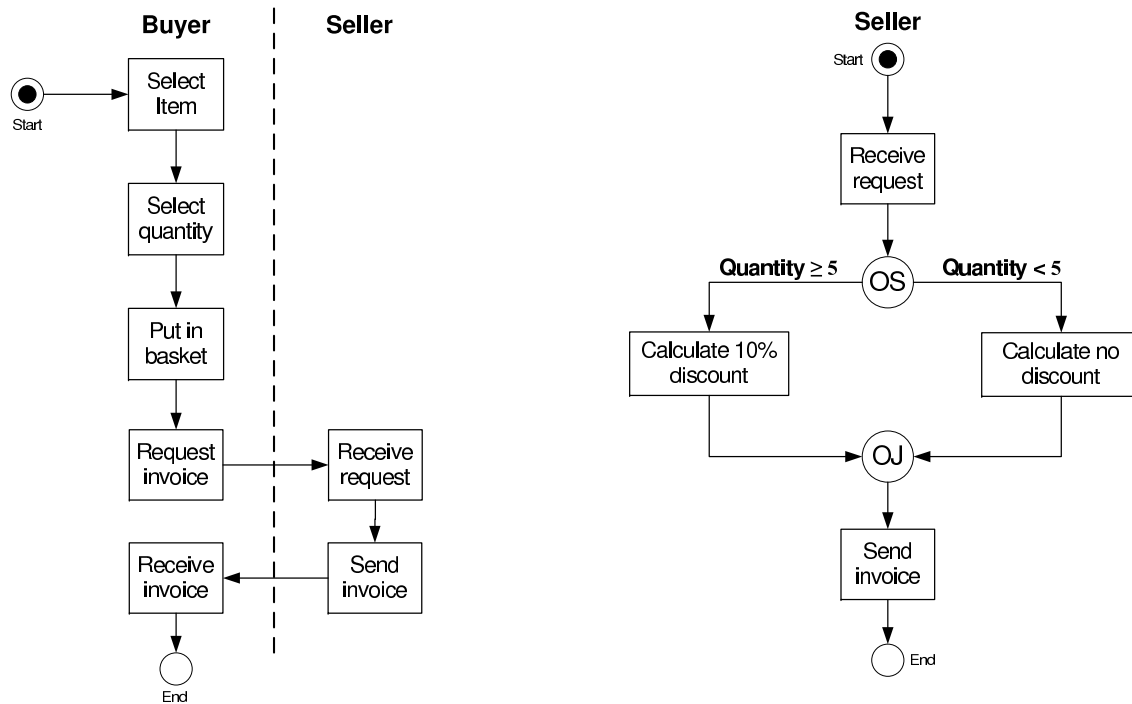 Buyer
Seller
Start
Select
Item
Select
quantity
Put in
basket
Request
invoice
Receive
request
Receive
invoice
Send
invoice
End
Seller
Start
Receive
request
Quantity ≥ 5
OS
Quantity < 5
Calculate 10%
discount
Calculate no
discount
OJ
Send
invoice
End